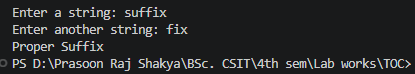 Enter a string: suffix
Enter another string: fix
Proper Suffix
PS D:\Prasoon Raj Shakya\BSc. CSIT\4th sem\Lab works\TOC>